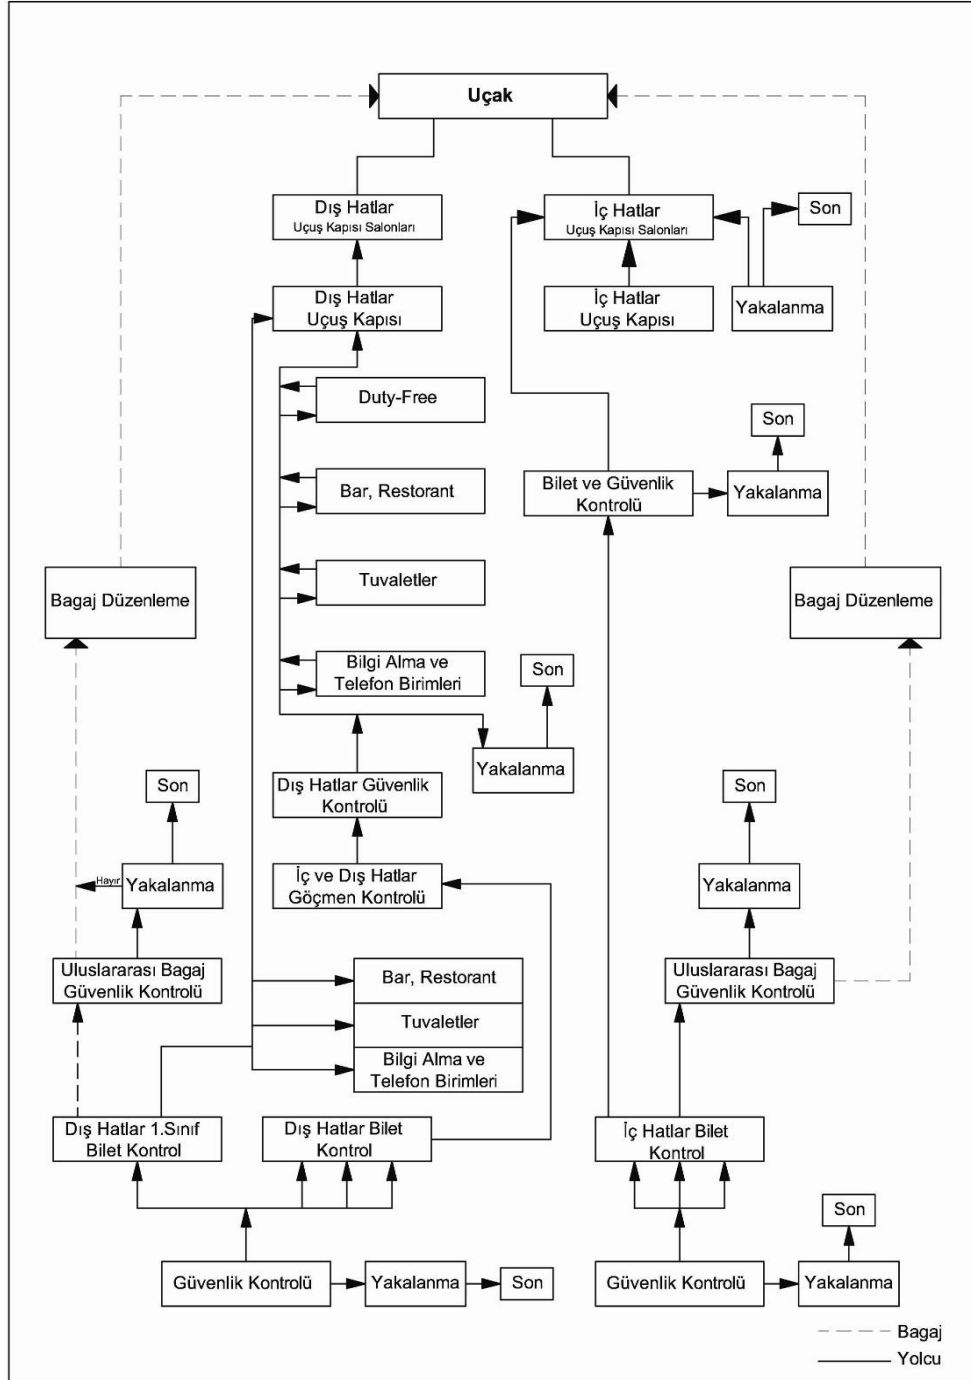 Uçak
Dış Hatlar
Uçuş Kapısı Salonları
İç Hatlar
Uçuş Kapısı Salonları
Son
Dış Hatlar
Uçuş Kapısı
İç Hatlar
Uçuş Kapısı
Yakalanma
Duty-Free
Son
Bar, Restorant
Bilet ve Güvenlik
Kontrolü
Yakalanma
Bagaj Düzenleme
Tuvaletler
Bagaj Düzenleme
Bilgi Alma ve
Telefon Birimleri
Son
Yakalanma
Dış Hatlar Güvenlik
Kontrolü
Son
Son
Hayır
Yakalanma
İç ve Dış Hatlar
Göçmen Kontrolü
Yakalanma
Uluslararası Bagaj
Güvenlik Kontrolü
Bar, Restorant
Tuvaletler
Bilgi Alma ve
Telefon Birimleri
Uluslararası Bagaj
Güvenlik Kontrolü
Dış Hatlar 1.Sınıf
Bilet Kontrol
Dış Hatlar Bilet
Kontrol
İç Hatlar Bilet
Kontrol
Son
Güvenlik Kontrolü
Yakalanma
Son
Güvenlik Kontrolü
Yakalanma
Bagaj
Yolcu